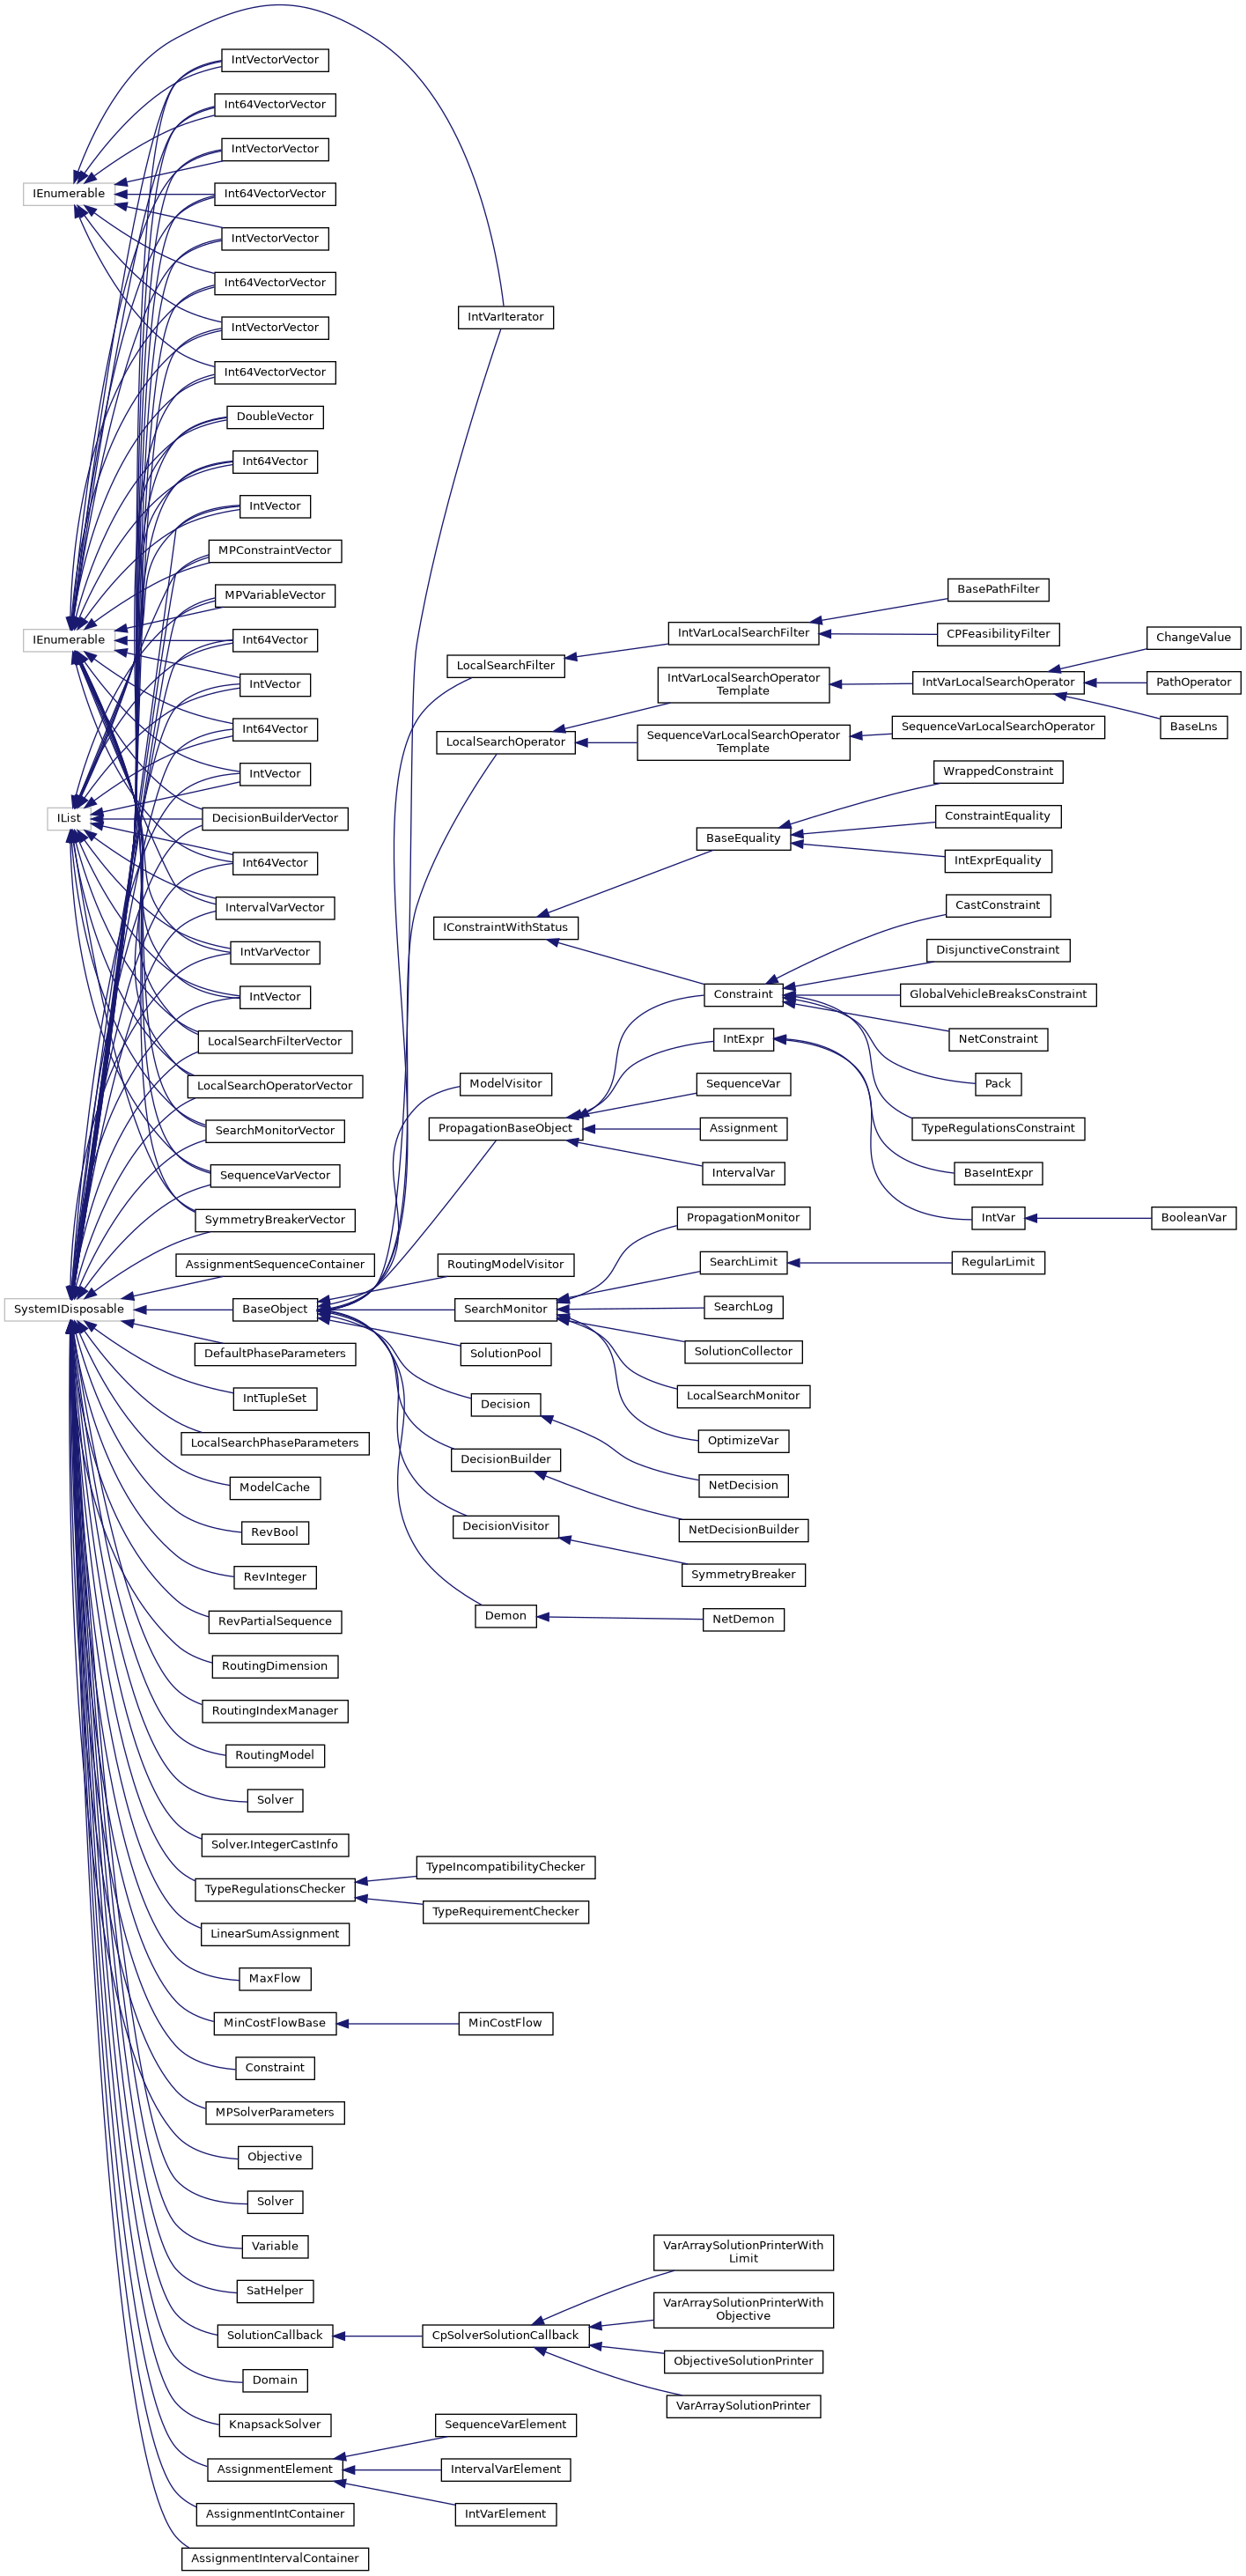 IntVectorVector
Int64VectorVector
IntVectorVector
IEnumerable
Int64VectorVector
IntVectorVector
Int64VectorVector
IntVectorVector
IntVarIterator
Int64VectorVector
DoubleVector
Int64Vector
IntVector
MPConstraintVector
MPVariableVector
BasePathFilter
IEnumerable
Int64Vector
IntVarLocalSearchFilter
CPFeasibilityFilter
ChangeValue
LocalSearchFilter
IntVector
IntVarLocalSearchOperator
Template
IntVarLocalSearchOperator
PathOperator
Int64Vector
LocalSearchOperator
SequenceVarLocalSearchOperator
Template
SequenceVarLocalSearchOperator
BaseLns
IntVector
WrappedConstraint
IList
DecisionBuilderVector
ConstraintEquality
BaseEquality
Int64Vector
IntExprEquality
IntervalVarVector
CastConstraint
IConstraintWithStatus
IntVarVector
DisjunctiveConstraint
IntVector
Constraint
GlobalVehicleBreaksConstraint
LocalSearchFilterVector
IntExpr
NetConstraint
LocalSearchOperatorVector
ModelVisitor
SequenceVar
Pack
SearchMonitorVector
PropagationBaseObject
Assignment
TypeRegulationsConstraint
SequenceVarVector
IntervalVar
BaseIntExpr
SymmetryBreakerVector
PropagationMonitor
IntVar
BooleanVar
AssignmentSequenceContainer
RoutingModelVisitor
SearchLimit
RegularLimit
SystemIDisposable
BaseObject
SearchMonitor
SearchLog
DefaultPhaseParameters
SolutionPool
SolutionCollector
IntTupleSet
Decision
LocalSearchMonitor
LocalSearchPhaseParameters
DecisionBuilder
OptimizeVar
ModelCache
NetDecision
RevBool
DecisionVisitor
NetDecisionBuilder
RevInteger
SymmetryBreaker
RevPartialSequence
Demon
NetDemon
RoutingDimension
RoutingIndexManager
RoutingModel
Solver
Solver.IntegerCastInfo
TypeIncompatibilityChecker
TypeRegulationsChecker
TypeRequirementChecker
LinearSumAssignment
MaxFlow
MinCostFlowBase
MinCostFlow
Constraint
MPSolverParameters
Objective
Solver
Variable
VarArraySolutionPrinterWith
Limit
SatHelper
VarArraySolutionPrinterWith
Objective
SolutionCallback
CpSolverSolutionCallback
ObjectiveSolutionPrinter
Domain
VarArraySolutionPrinter
KnapsackSolver
SequenceVarElement
AssignmentElement
IntervalVarElement
AssignmentIntContainer
IntVarElement
AssignmentIntervalContainer